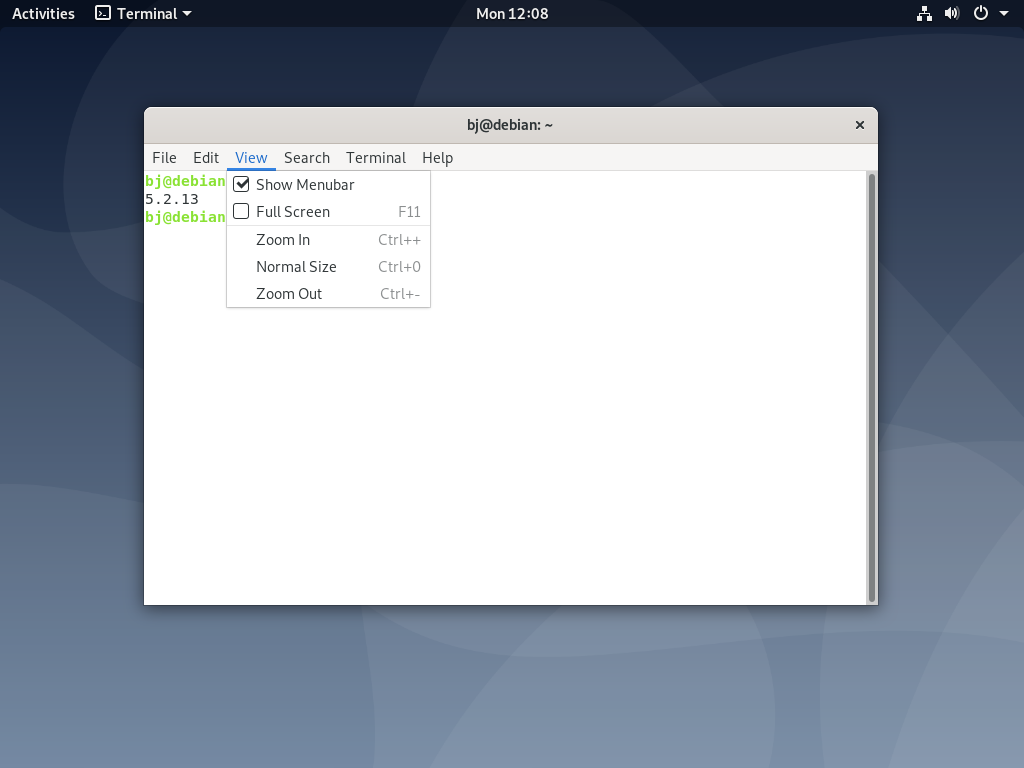 Activities Terminal Mon 12:08
bj@debian: ~
File Edit View Search Terminal Help
bj@debian
5.2.13
bj@debian
Show Menubar
Full Screen F11
Zoom In Ctrl++
Normal Size Ctrl+0
Zoom Out Ctrl+-